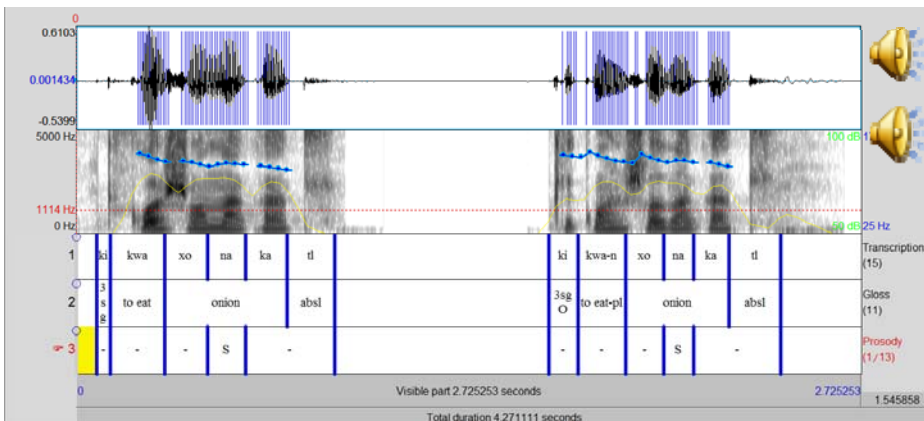 0
0.6103
0.001434
-0.5399
5000 Hz 100 dB
1114 Hz
0 Hz 25 Hz
1 ki kwa xo na ka tl ki kwa-n xo na ka tl Transcription (15)
2 3sg to eat onion absl 3sg O to eat-pl onion absl Gloss (11)
3 - - - S - - - - S - Prosody (1/13)
0 Visible part 2.725253 seconds 2.725253
1.545858
Total duration 4.271111 seconds